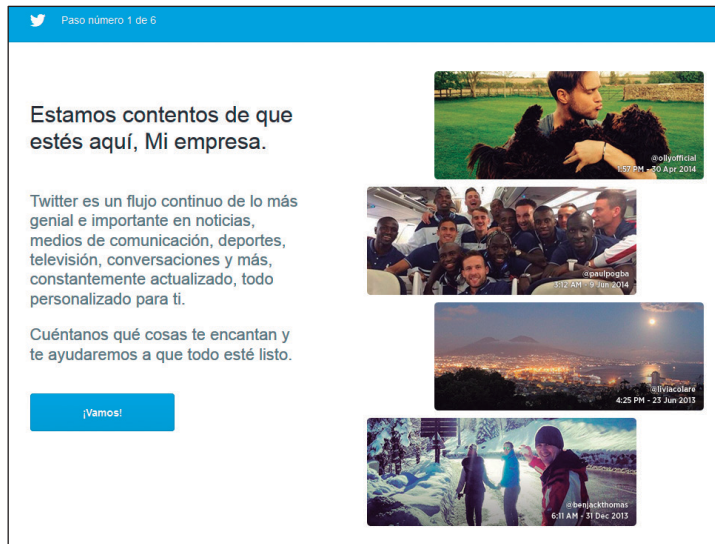 Paso número 1 de 6
Estamos contentos de que
estés aquí, Mi empresa.
Twitter es un flujo continuo de lo más
genial e importante en noticias,
medios de comunicación, deportes,
televisión, conversaciones y más,
constantemente actualizado, todo
personalizado para ti.
Cuéntanos qué cosas te encantan y
te ayudaremos a que todo esté listo.
¡Vamos!
@ollyofficial
1:57 PM - 30 Apr 2014
@paulpogba
3:12 AM - 9 Jun 2014
@liviacolare
4:25 PM - 23 Jun 2013
@benjackthomas
6:11 AM - 31 Dec 2013